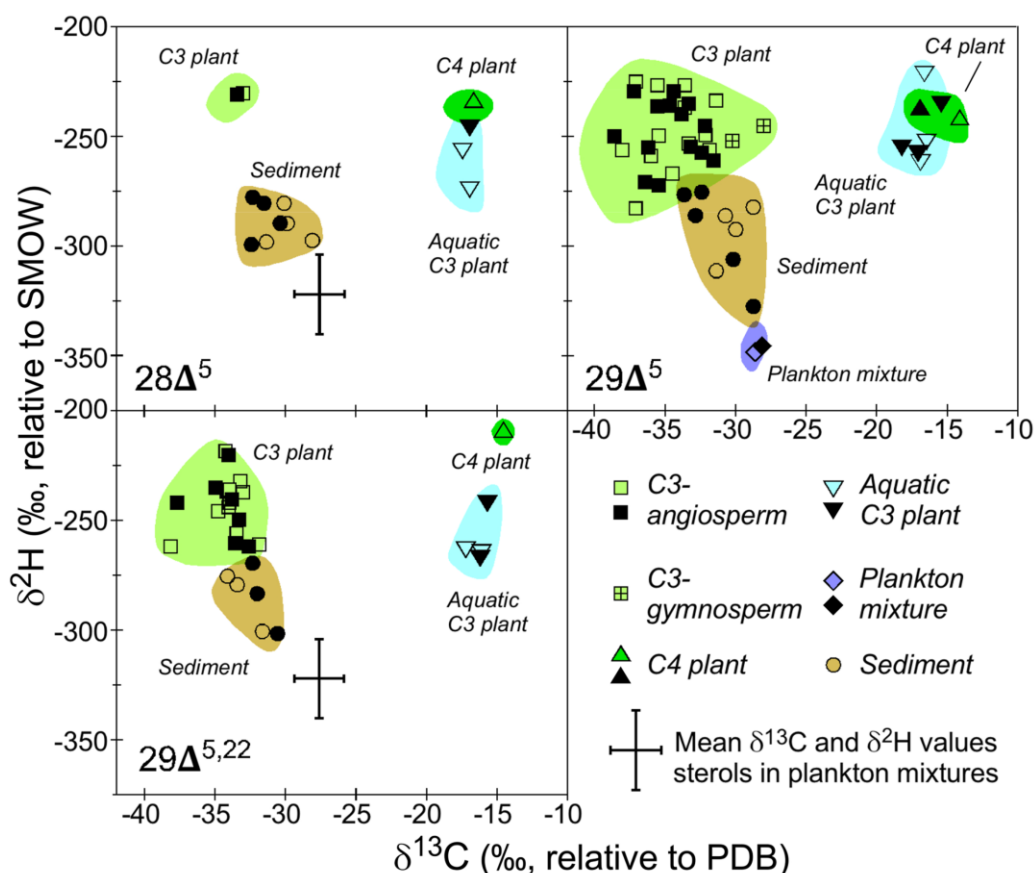 -200
-250
-300
-350
-200
-250
-300
-350
δ²H (‰, relative to SMOW)
C3 plant
C4 plant
Sediment
Aquatic
C3 plant
28Δ⁵
C3 plant
C4 plant
Aquatic
C3 plant
Sediment
Plankton mixture
29Δ⁵
-40 -35 -30 -25 -20 -15 -10
C3 plant
C4 plant
Aquatic
C3 plant
Sediment
29Δ⁵,²²
-40 -35 -30 -25 -20 -15 -10
δ¹³C (‰, relative to PDB)
C3-
angiosperm
C3-
gymnosperm
C4 plant
Aquatic
C3 plant
Plankton
mixture
Sediment
Mean δ¹³C and δ²H values
sterols in plankton mixtures